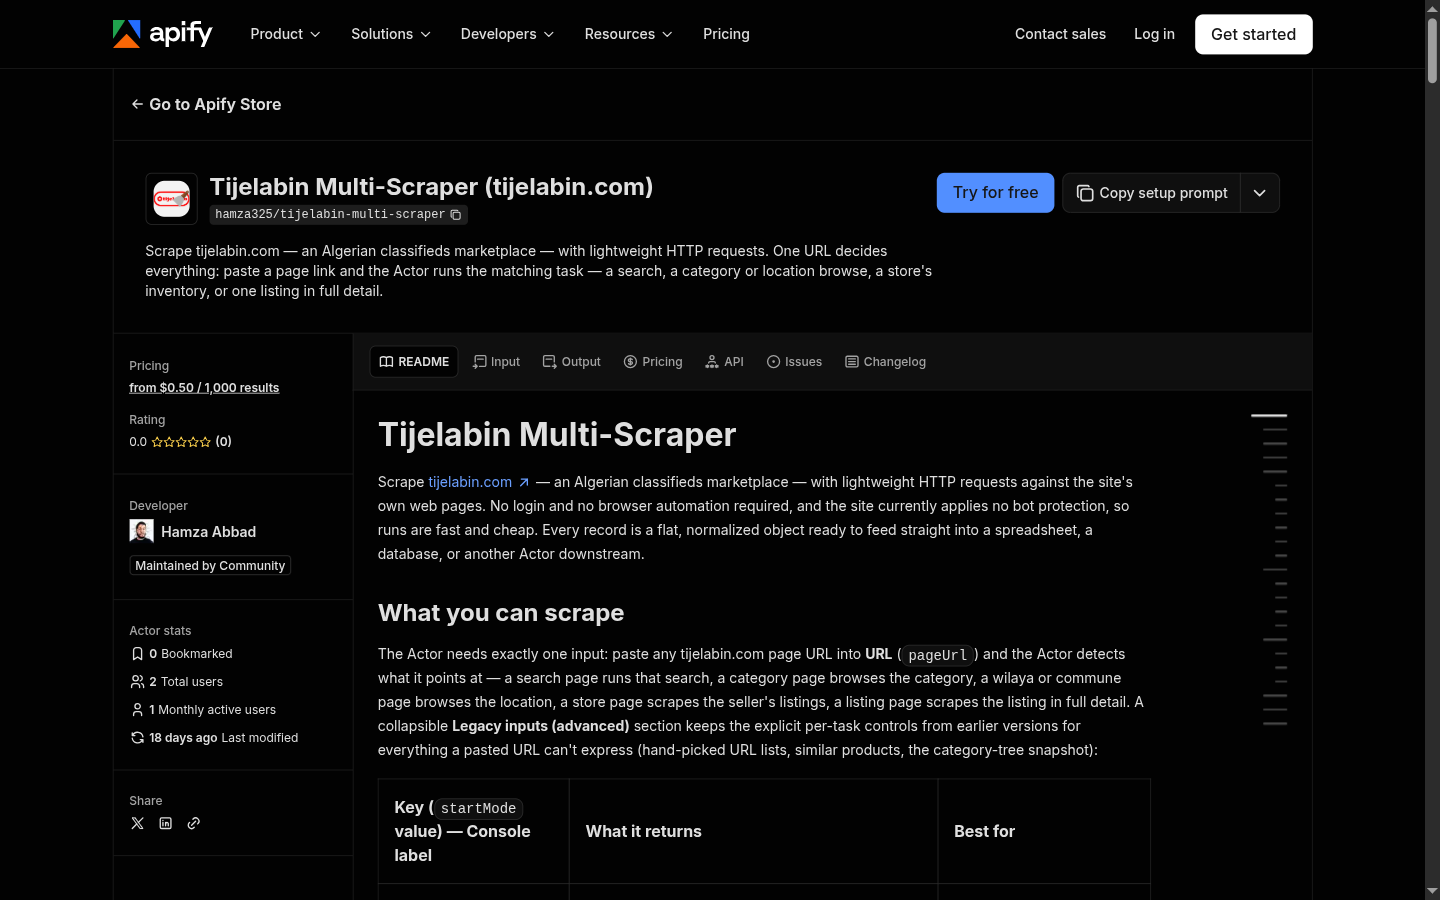 apify
Product
Solutions
Developers
Resources
Pricing
Contact sales
Log in
Get started
← Go to Apify Store
Tijelabin Multi-Scraper (tijelabin.com)
hamza325/tijelabin-multi-scraper
Try for free
Copy setup prompt
Scrape tijelabin.com — an Algerian classifieds marketplace — with lightweight HTTP requests. One URL decides
everything: paste a page link and the Actor runs the matching task — a search, a category or location browse, a store's
inventory, or one listing in full detail.
Pricing
from $0.50 / 1,000 results
Rating
0.0 (0)
Developer
Hamza Abbad
Maintained by Community
Actor stats
0 Bookmarked
2 Total users
1 Monthly active users
18 days ago Last modified
Share
README
Input
Output
Pricing
API
Issues
Changelog
Tijelabin Multi-Scraper
Scrape tijelabin.com — an Algerian classifieds marketplace — with lightweight HTTP requests against the site's
own web pages. No login and no browser automation required, and the site currently applies no bot protection, so
runs are fast and cheap. Every record is a flat, normalized object ready to feed straight into a spreadsheet, a
database, or another Actor downstream.
What you can scrape
The Actor needs exactly one input: paste any tijelabin.com page URL into URL (pageUrl) and the Actor detects
what it points at — a search page runs that search, a category page browses the category, a wilaya or commune
page browses the location, a store page scrapes the seller's listings, a listing page scrapes the listing in full detail. A
collapsible Legacy inputs (advanced) section keeps the explicit per-task controls from earlier versions for
everything a pasted URL can't express (hand-picked URL lists, similar products, the category-tree snapshot):
Key (startMode
value) — Console
label
What it returns
Best for